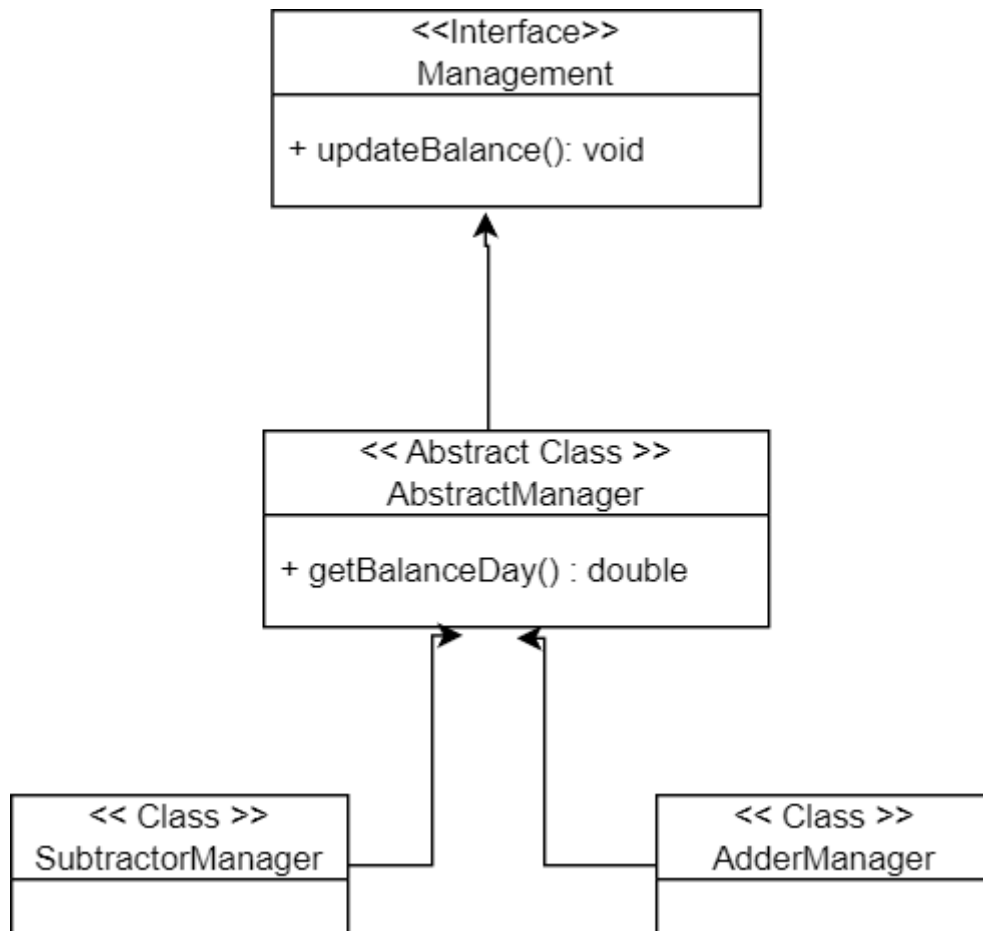 <<Interface>>
Management
+ updateBalance(): void
<< Abstract Class >>
AbstractManager
+ getBalanceDay() : double
<< Class >>
SubtractorManager
<< Class >>
AdderManager